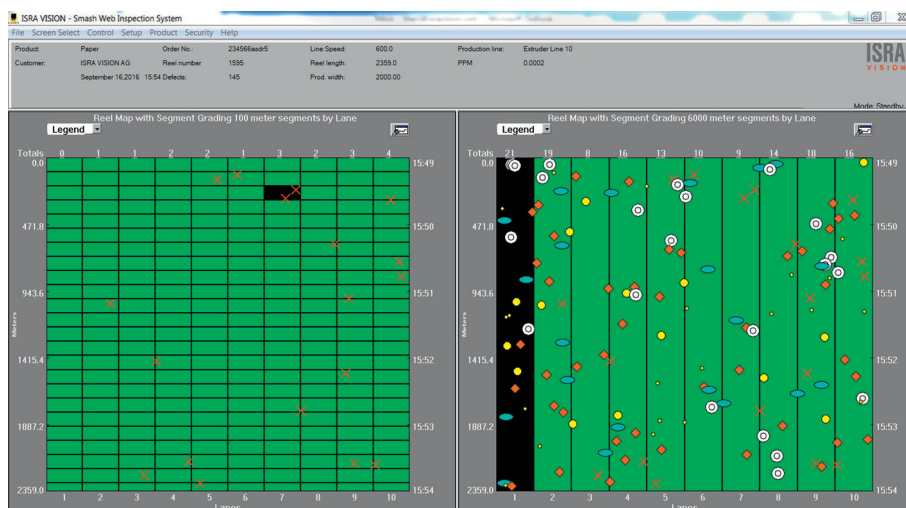 ISRA VISION - Smash Web Inspection System
File Screen Select Control Setup Product Security Help
Product: Paper Order No.: 234566asdr5 Line Speed: 600.0 Production line: Extruder Line 10
Customer: ISRA VISION AG Reel number 1595 Reel length: 2359.0 PPM 0.0002
September 16,2016 15:54 Defects: 145 Prod. width: 2000.00
ISRA
VISION
Mode: Standby
Reel Map with Segment Grading 100 meter segments by Lane
Legend
Totals 0 1 1 2 2 1 3 2 3 4
0.0 15:49
471.8 15:50
943.6 15:51
Meters
1415.4 15:52
1887.2 15:53
2359.0 15:54
1 2 3 4 5 6 7 8 9 10
Lanes
Reel Map with Segment Grading 6000 meter segments by Lane
Legend
Totals 21 19 8 16 13 10 9 14 18 16
0.0 15:49
471.8 15:50
943.6 15:51
Meters
1415.4 15:52
1887.2 15:53
2359.0 15:54
1 2 3 4 5 6 7 8 9 10
Lanes